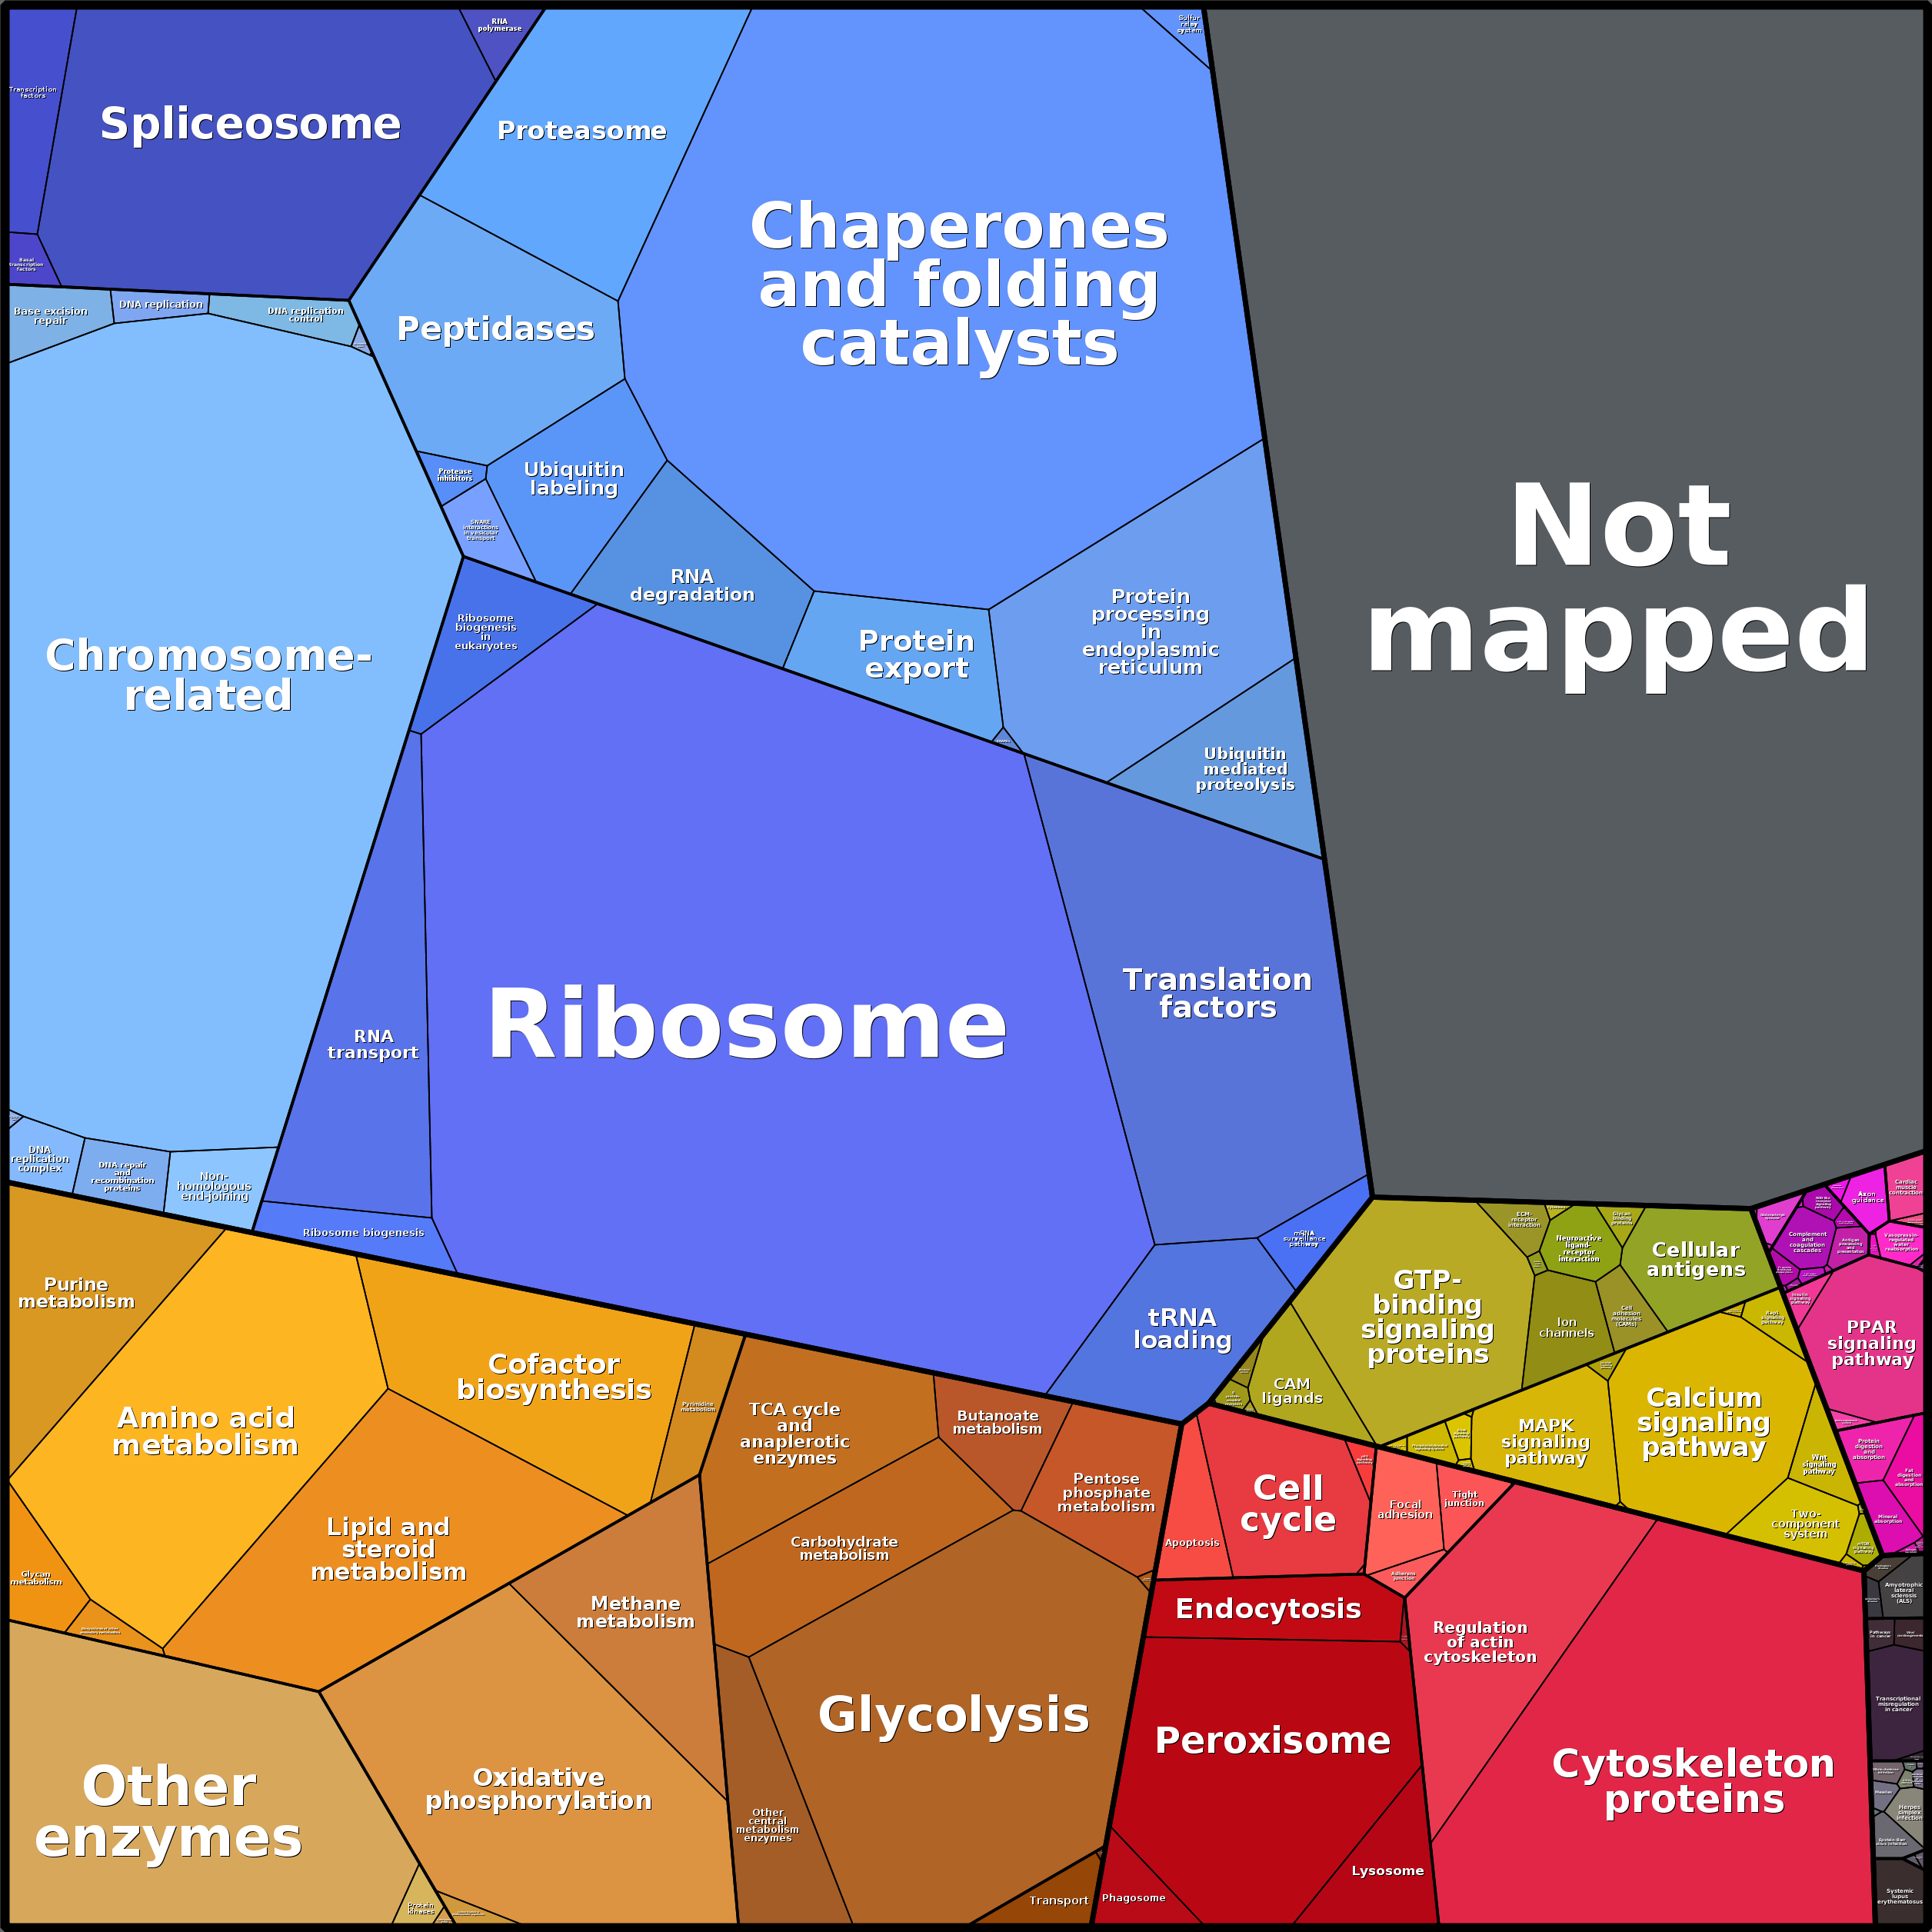 Transcription
factors
Spliceosome
RNA
polymerase
Basal
transcription
factors
Proteasome
Chaperones
and folding
catalysts
Sulfur
relay
system
Not
mapped
Base excision
repair
DNA replication
DNA replication
control
Peptidases
Protease
inhibitors
Ubiquitin
labeling
SNARE
interactions
in vesicular
transport
RNA
degradation
Protein
export
Protein
processing
in
endoplasmic
reticulum
Ubiquitin
mediated
proteolysis
Chromosome-
related
Ribosome
biogenesis
in
eukaryotes
Ribosome
RNA
transport
Translation
factors
DNA
replication
complex
DNA repair
and
recombination
proteins
Non-
homologous
end-joining
Ribosome biogenesis
mRNA
surveillance
pathway
tRNA
loading
Purine
metabolism
Amino acid
metabolism
Cofactor
biosynthesis
Pyrimidine
metabolism
Lipid and
steroid
metabolism
Glycan
metabolism
TCA cycle
and
anaplerotic
enzymes
Butanoate
metabolism
Pentose
phosphate
metabolism
Carbohydrate
metabolism
Methane
metabolism
Glycolysis
Other
enzymes
Oxidative
phosphorylation
Other
central
metabolism
enzymes
Protein
kinases
Transport
GTP-
binding
signaling
proteins
ECM-
receptor
interaction
Neuroactive
ligand-
receptor
interaction
Glycan
binding
proteins
Cellular
antigens
Ion
channels
Cell
adhesion
molecules
(CAMs)
CAM
ligands
MAPK
signaling
pathway
Calcium
signaling
pathway
Rap1
signaling
pathway
Wnt
signaling
pathway
Two-
component
system
Complement
and
coagulation
cascades
Antigen
processing
and
presentation
Axon
guidance
Cardiac
muscle
contraction
Vasopressin-
regulated
water
reabsorption
Insulin
signaling
pathway
PPAR
signaling
pathway
Protein
digestion
and
absorption
Fat
digestion
and
absorption
Mineral
absorption
Apoptosis
Cell
cycle
Focal
adhesion
Tight
junction
Adherens
junction
Endocytosis
Regulation
of actin
cytoskeleton
Peroxisome
Cytoskeleton
proteins
Phagosome
Lysosome
Amyotrophic
lateral
sclerosis
(ALS)
Pathways
in cancer
Transcriptional
misregulation
in cancer
Herpes
simplex
infection
Systemic
lupus
erythematosus